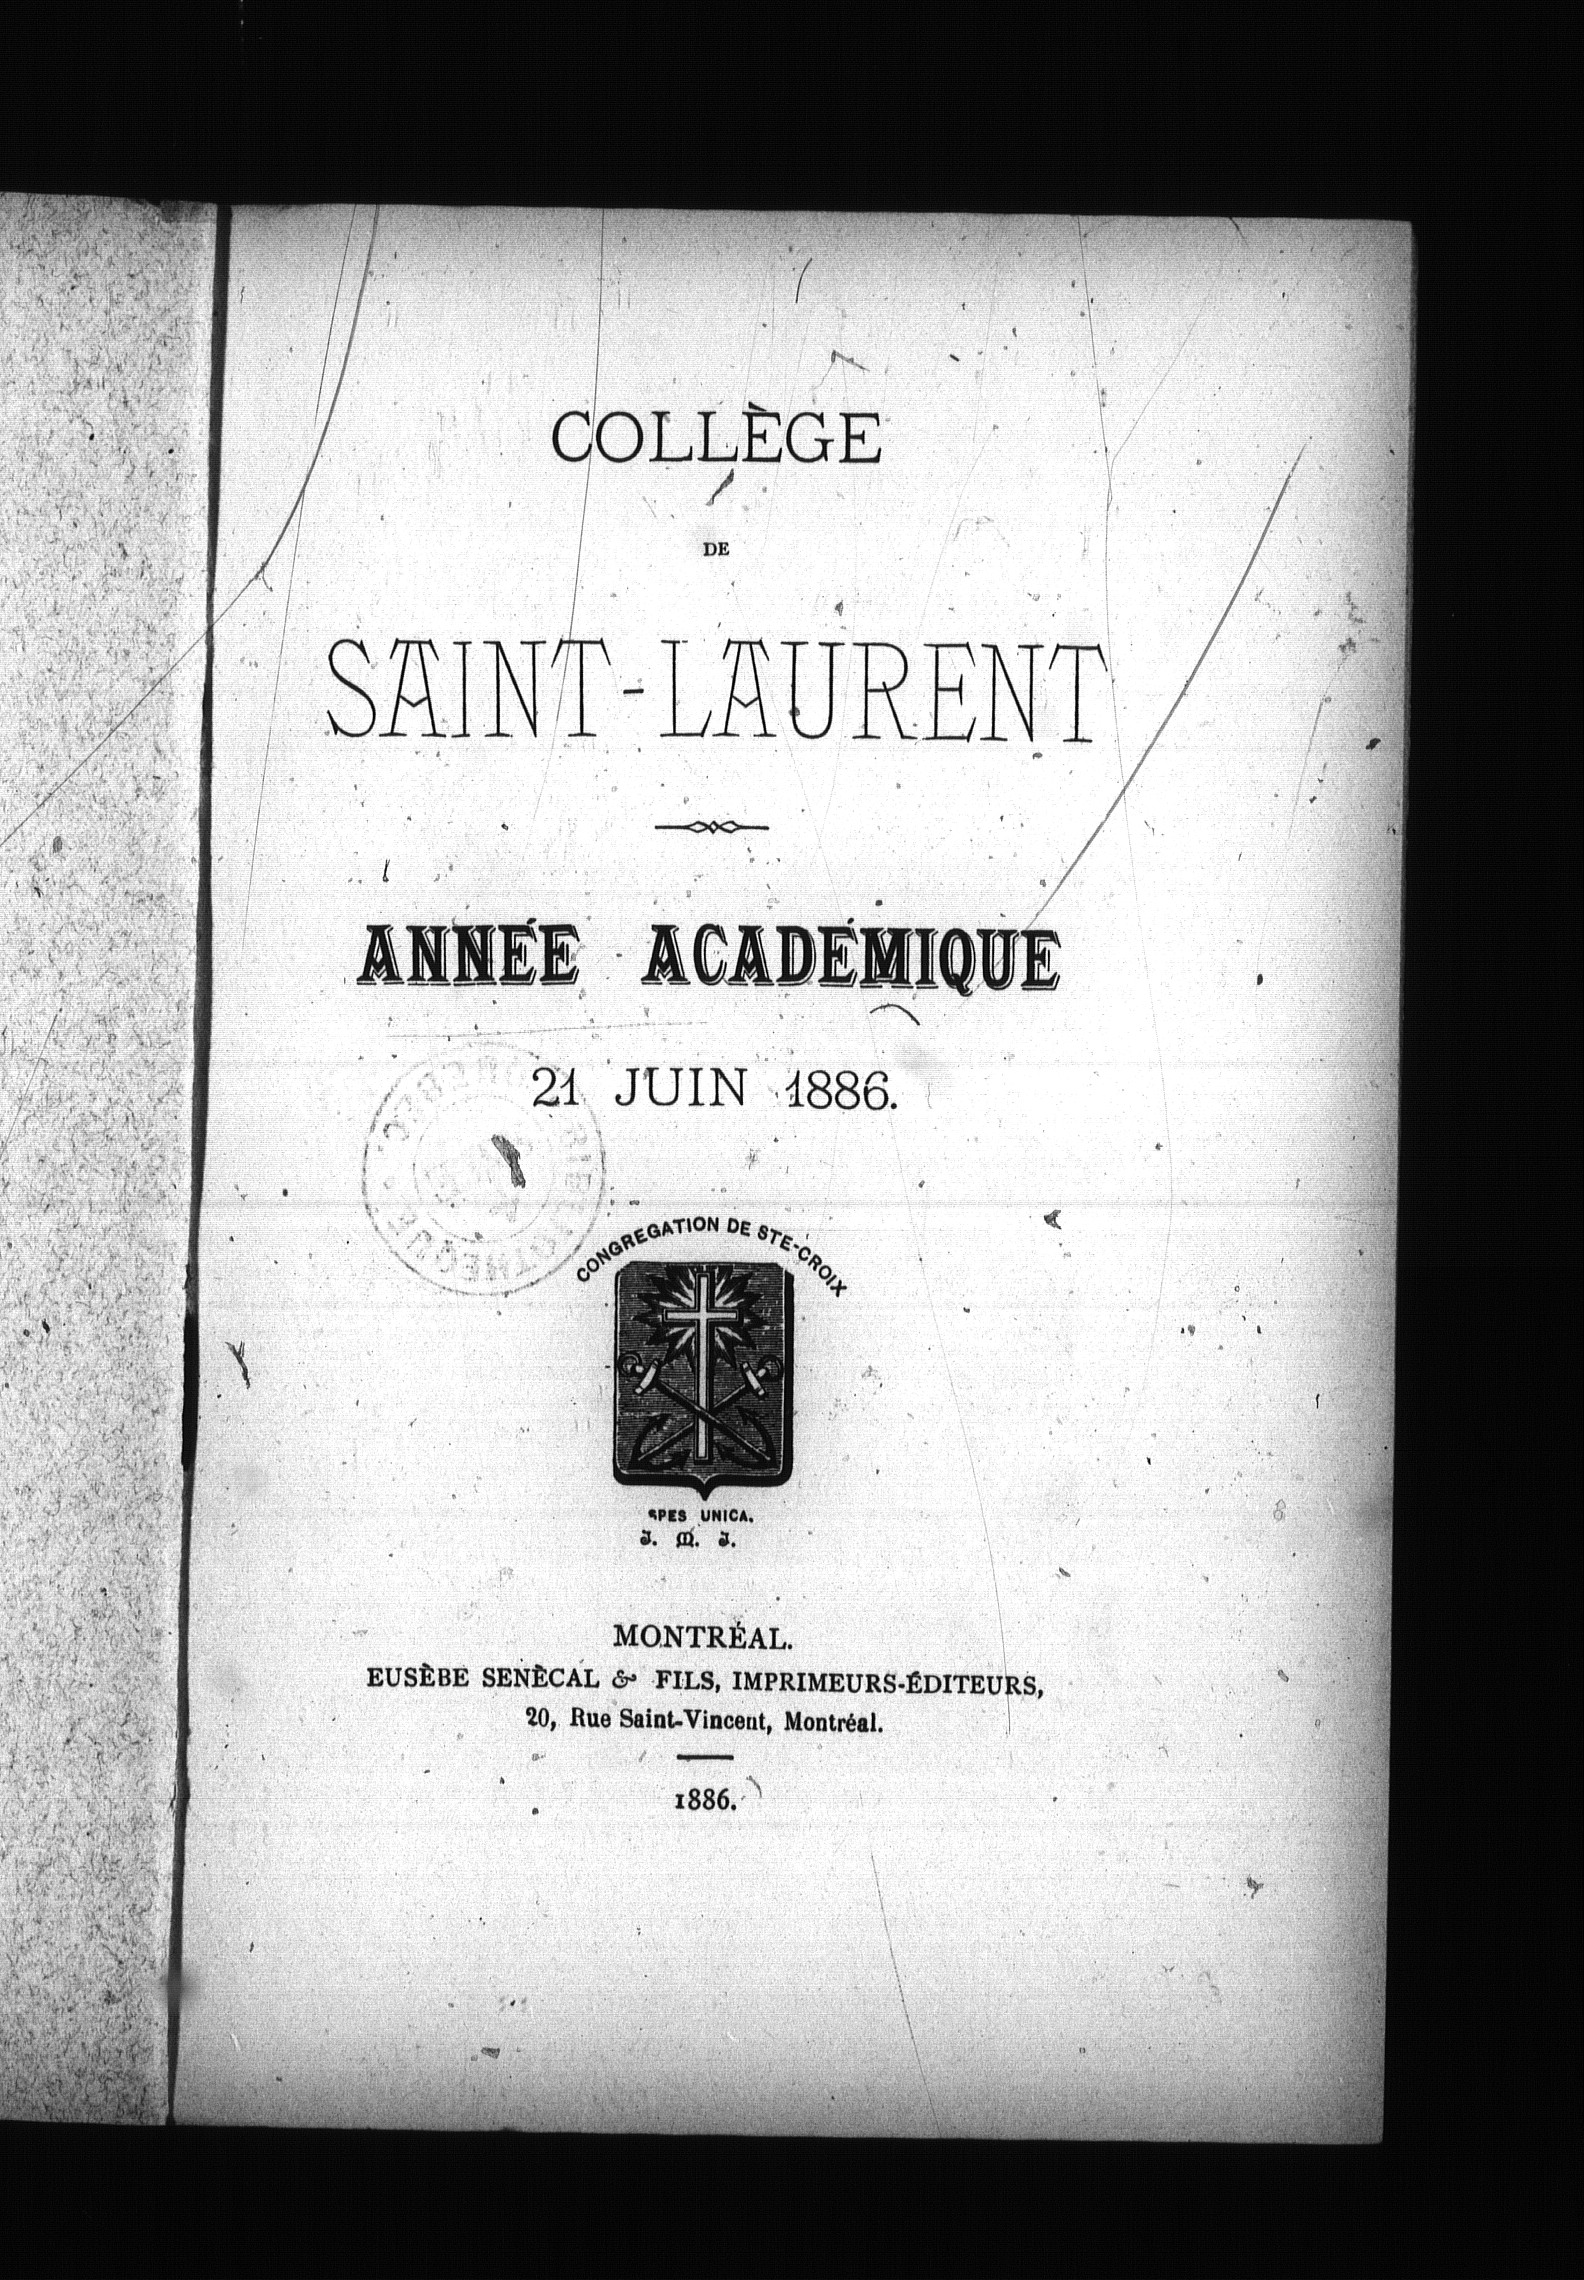 COLLÈGE
DE
SAINT-LAURENT
ANNÉE ACADÉMIQUE
21 JUIN 1886.
CONGREGATION DE STE-CROIX
SPES UNICA.
J. M. J.
MONTRÉAL.
EUSÈBE SENÈCAL & FILS, IMPRIMEURS-ÉDITEURS,
20, Rue Saint-Vincent, Montréal.
1886.